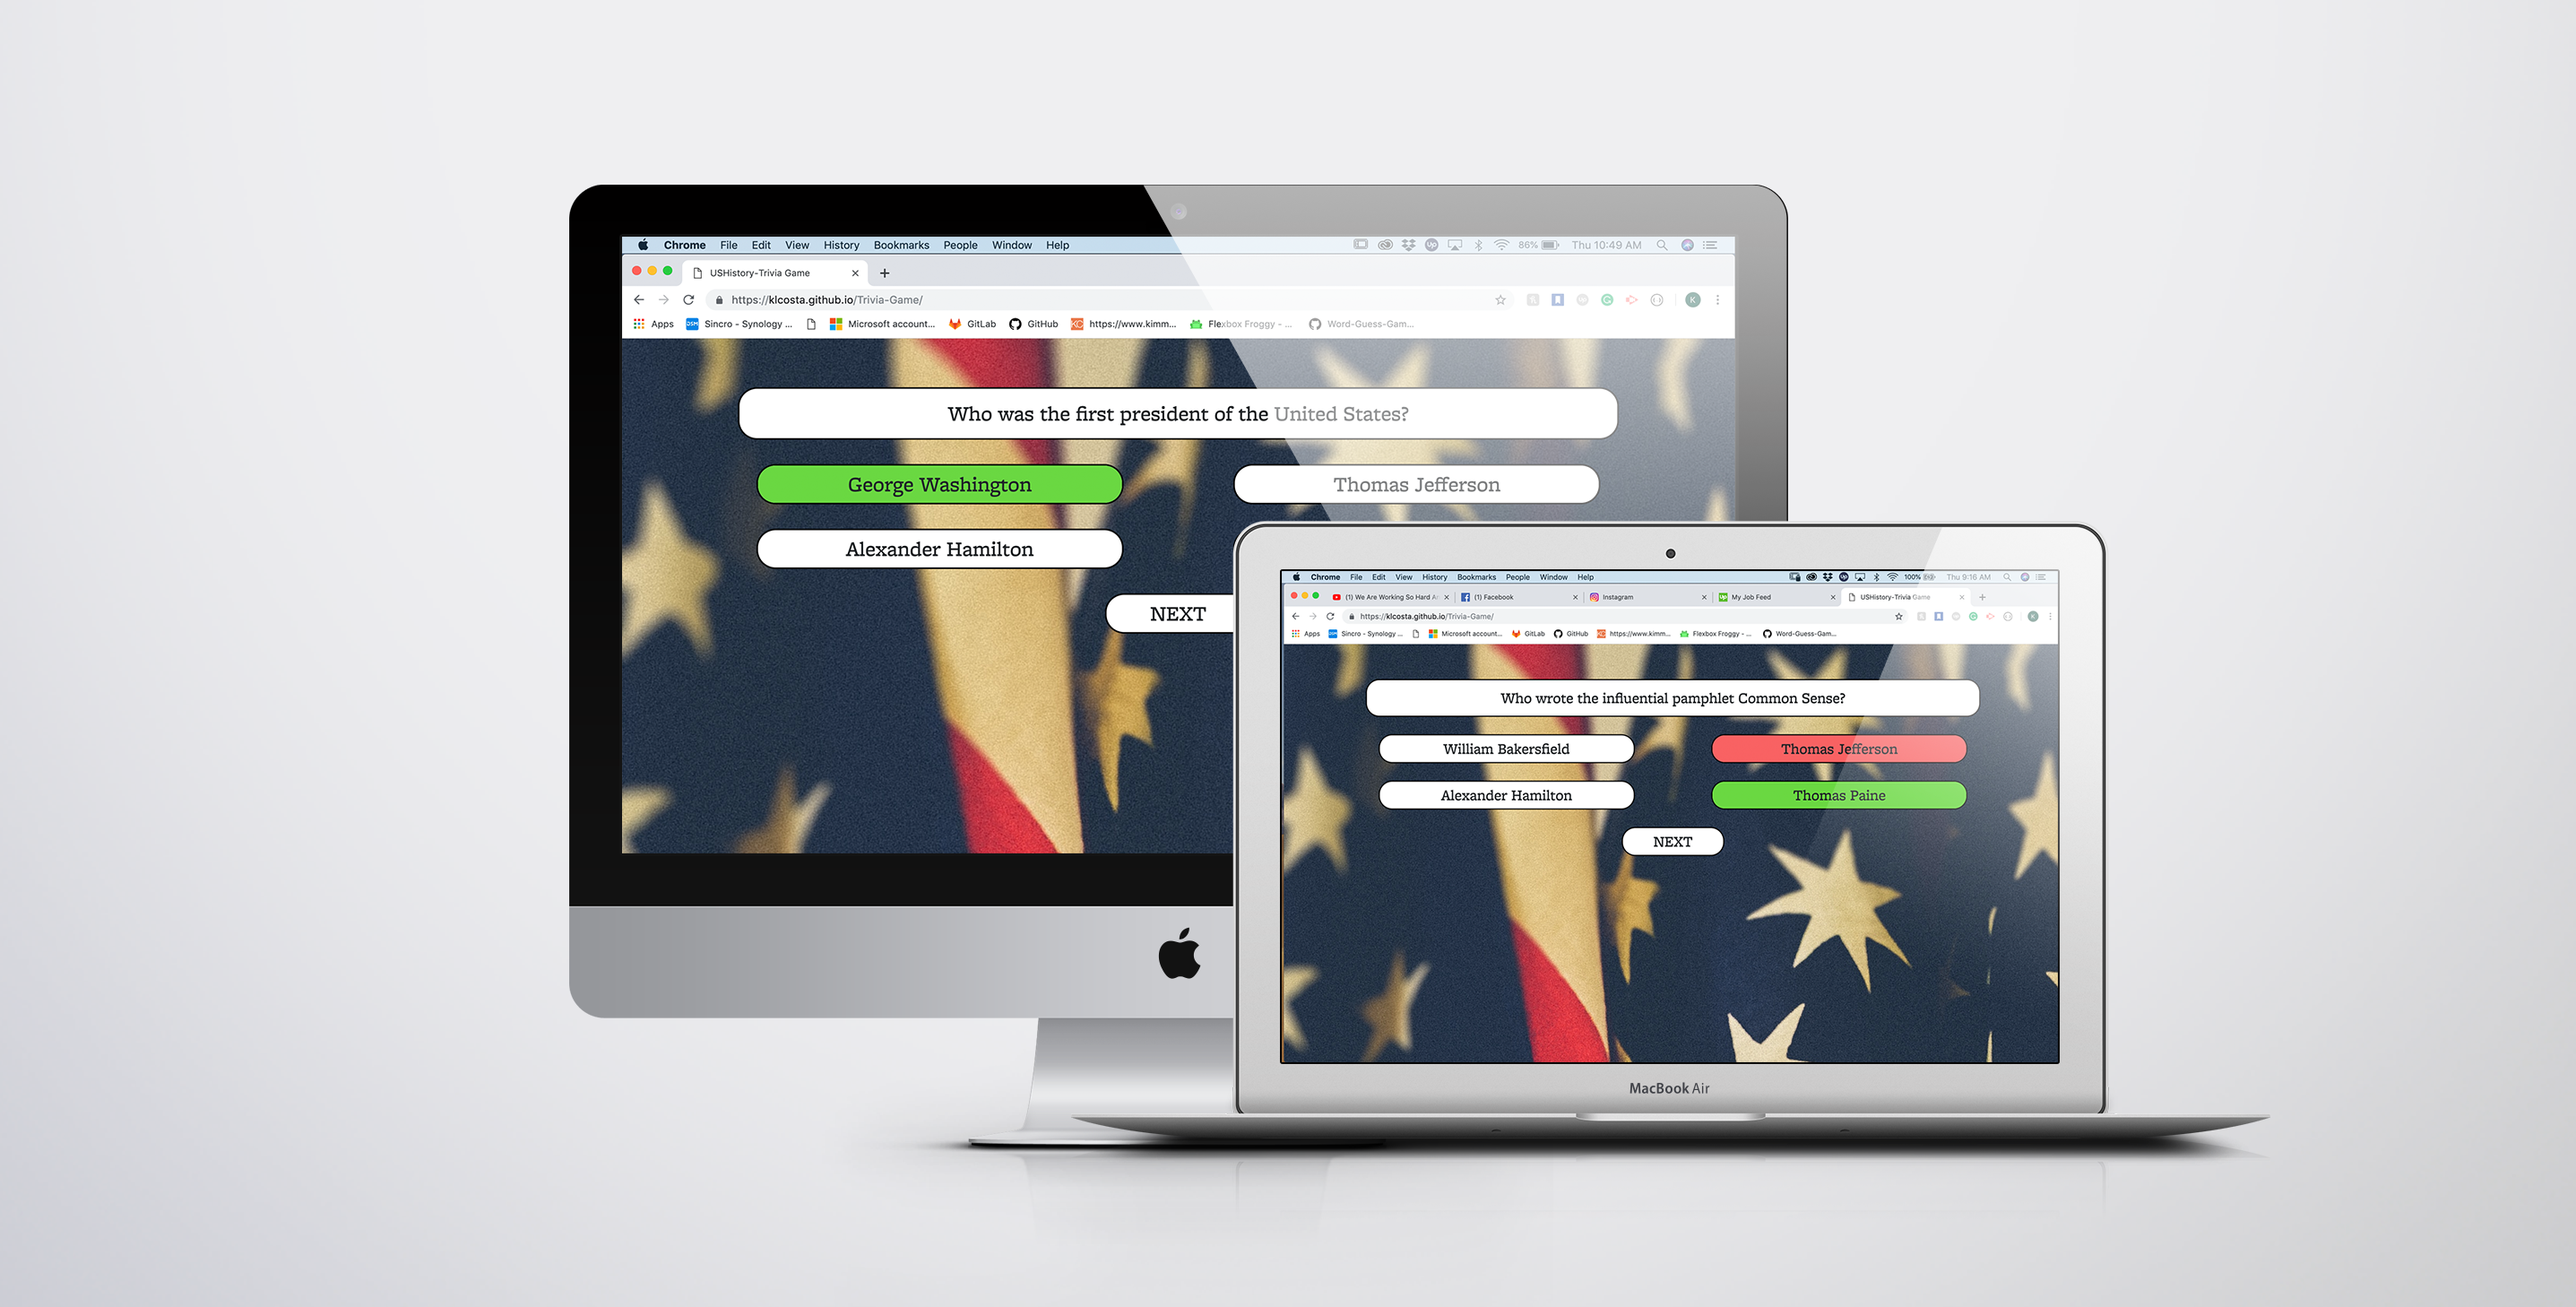 Chrome File Edit View History Bookmarks People Window Help 86% Thu 10:49 AM
USHistory-Trivia Game
https://klcosta.github.io/Trivia-Game/
Apps Sincro - Synology ... Microsoft account... GitLab GitHub https://www.kimm... Flexbox Froggy - ... Word-Guess-Gam...
Who was the first president of the United States?
George Washington
Thomas Jefferson
Alexander Hamilton
NEXT
Chrome File Edit View History Bookmarks People Window Help 100% Thu 9:16 AM
(1) We Are Working So Hard (1) Facebook Instagram My Job Feed USHistory-Trivia Game
https://klcosta.github.io/Trivia-Game/
Apps Sincro - Synology ... Microsoft account... GitLab GitHub https://www.kimm... Flexbox Froggy - ... Word-Guess-Gam...
Who wrote the influential pamphlet Common Sense?
William Bakersfield
Thomas Jefferson
Alexander Hamilton
Thomas Paine
NEXT
MacBook Air